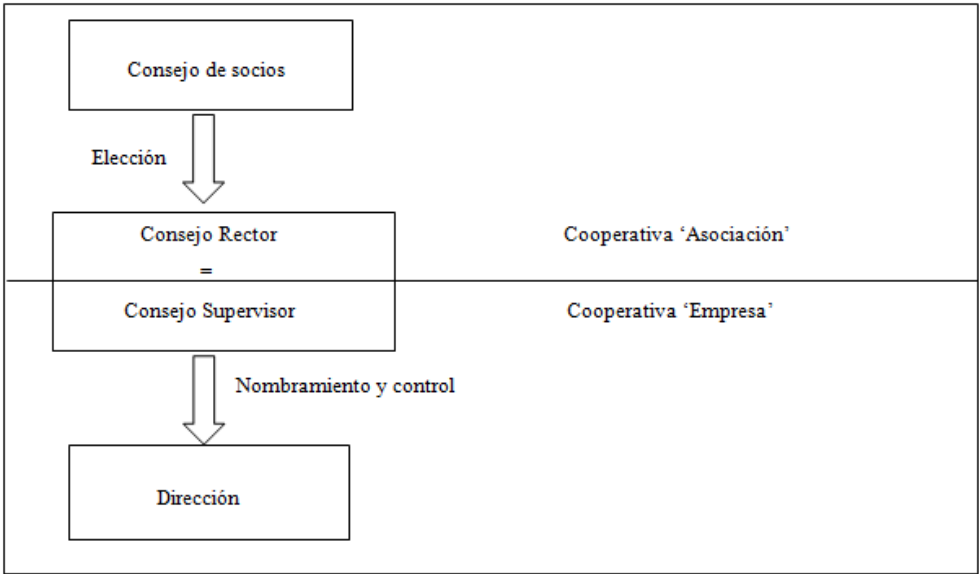 Consejo de socios
Elección
Consejo Rector
Cooperativa ‘Asociación’
=
Consejo Supervisor
Cooperativa ‘Empresa’
Nombramiento y control
Dirección